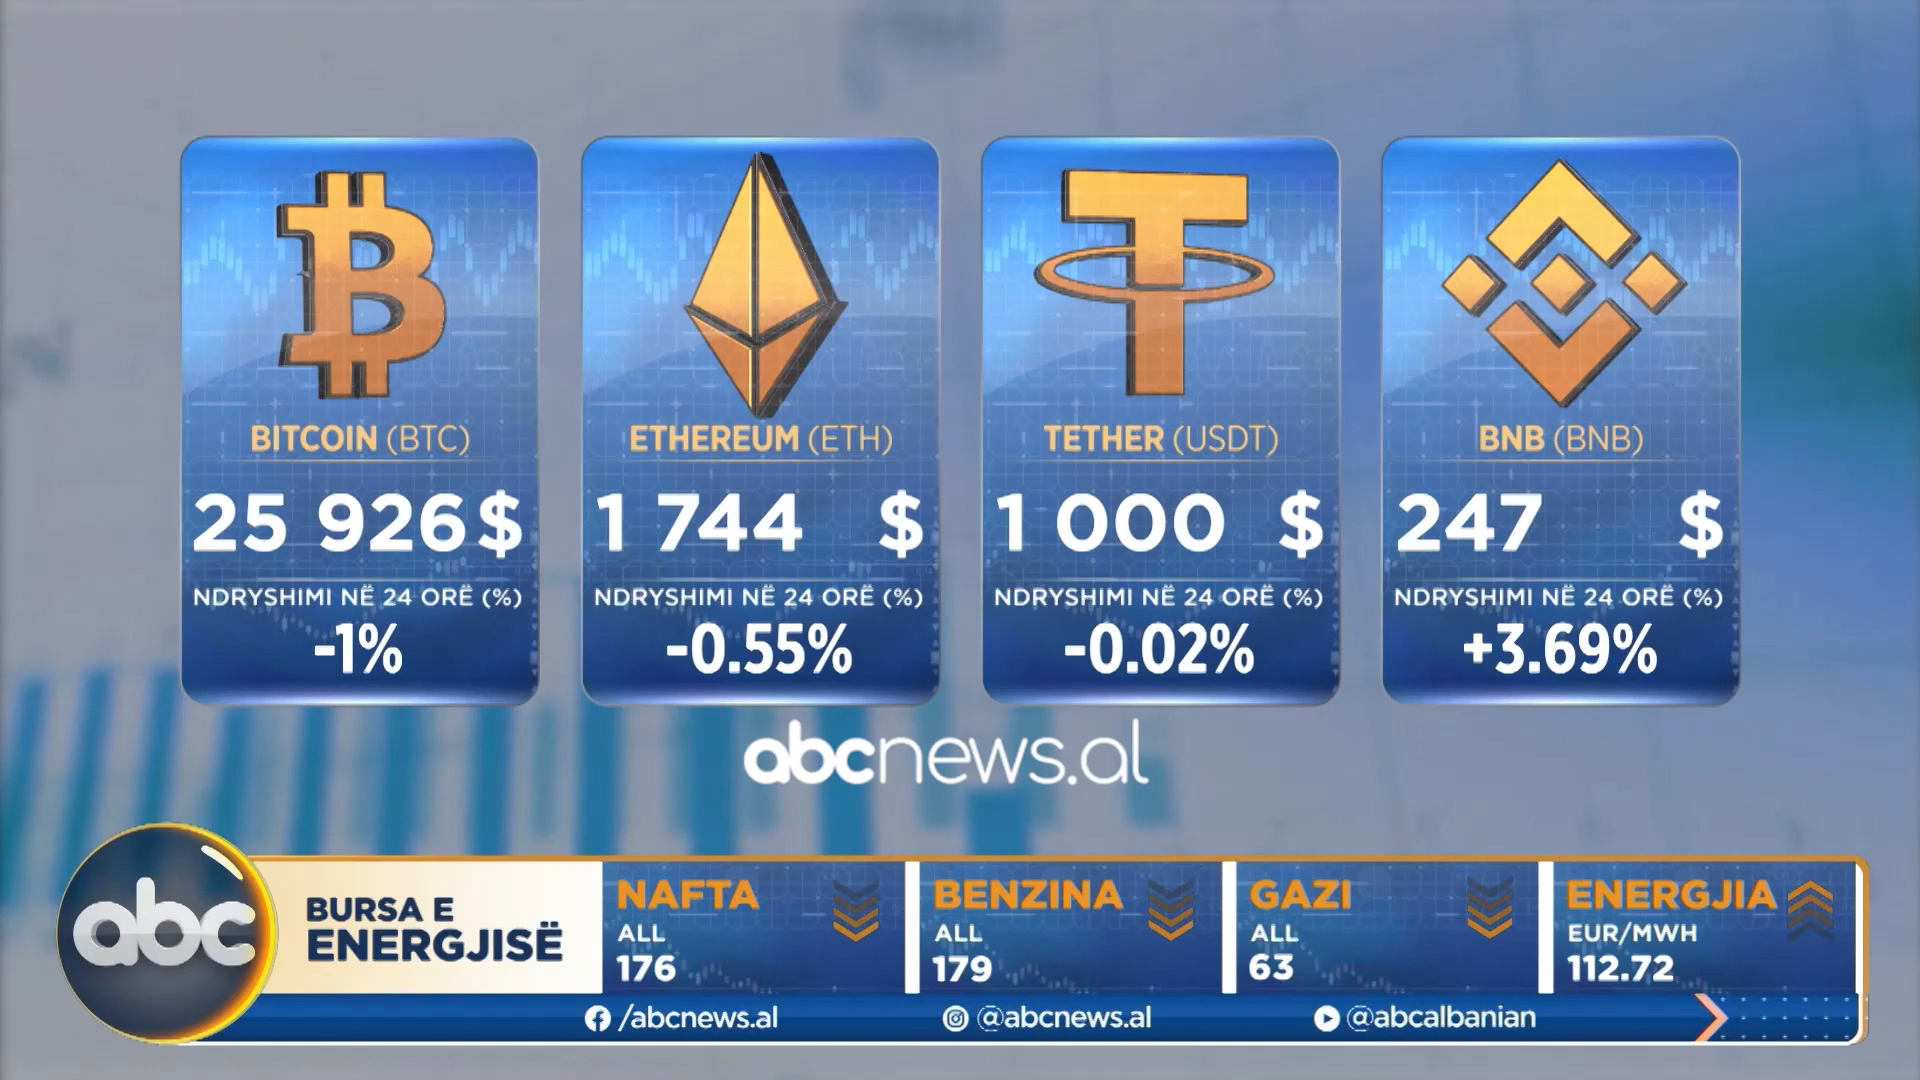 BITCOIN (BTC)
25 926 $
NDRYSHIMI NË 24 ORË (%)
-1%
ETHEREUM (ETH)
1 744 $
NDRYSHIMI NË 24 ORË (%)
-0.55%
TETHER (USDT)
1 000 $
NDRYSHIMI NË 24 ORË (%)
-0.02%
BNB (BNB)
247 $
NDRYSHIMI NË 24 ORË (%)
+3.69%
abcnews.al
abc
BURSA E
ENERGJISË
NAFTA
ALL
176
BENZINA
ALL
179
GAZI
ALL
63
ENERGJIA
EUR/MWH
112.72
/abcnews.al
@abcnews.al
@abcalbanian